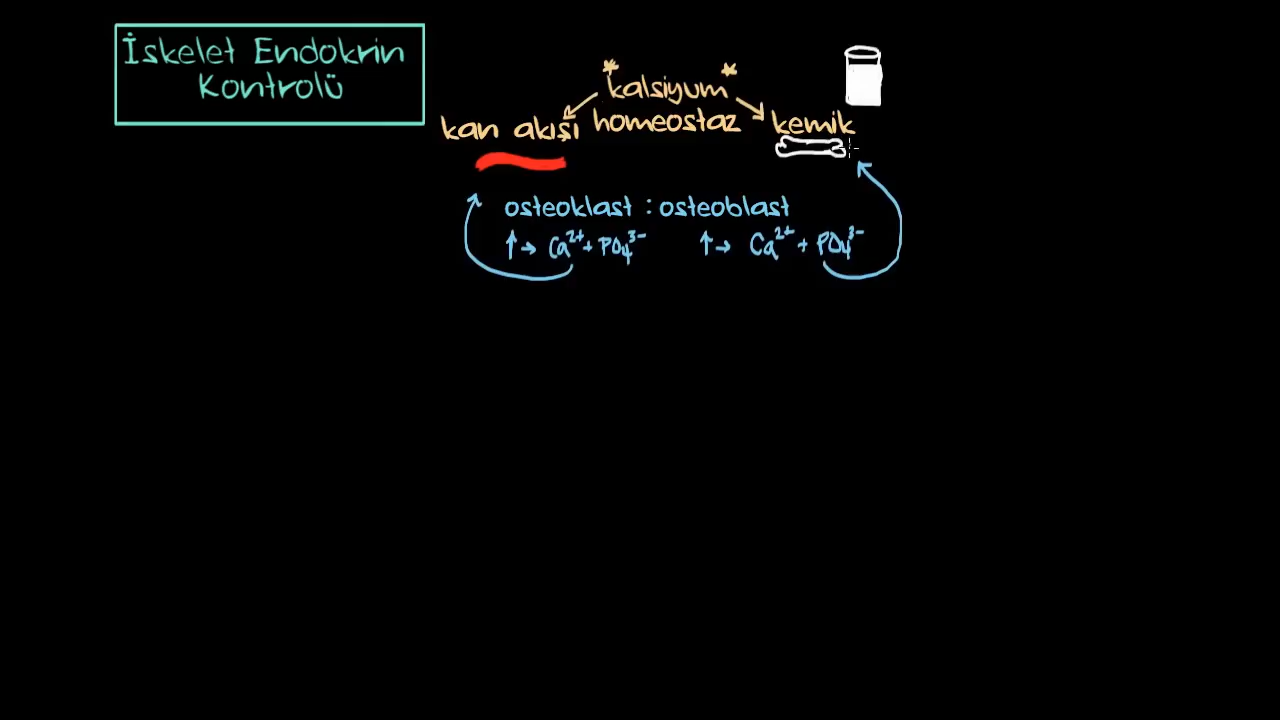 İskelet Endokrin
Kontrolü
* kalsiyum *
homeostaz
kan akışı
kemik
osteoklast : osteoblast
↑→ Ca²⁺ + PO₄³⁻
↑→ Ca²⁺ + PO₄³⁻